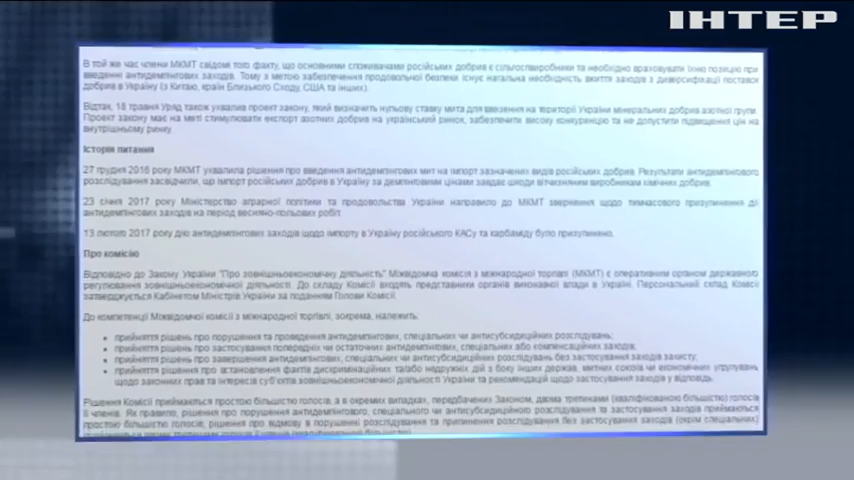 ІНТЕР
В той же час члени МКМТ свідомі того факту, що основними споживачами російських добрив є сільгоспвиробники та необхідно враховувати їхню позицію при
введенні антидемпінгових заходів. Тому з метою забезпечення продовольчої безпеки існує нагальна необхідність вжиття заходів з диверсифікації поставок
добрив в Україну (з Китаю, країн Близького Сходу, США та інших).
Відтак, 18 травня Уряд також ухвалив проект закону, який визначить нульову ставку мита для ввезення на території України мінеральних добрив азотної групи.
Проект закону має на меті стимулювати експорт азотних добрив на український ринок, забезпечити високу конкуренцію та не допустити підвищення цін на
внутрішньому ринку.
Історія питання
27 грудня 2016 року МКМТ ухвалила рішення про введення антидемпінгових мит на імпорт зазначених видів російських добрив. Результати антидемпінгового
розслідування засвідчили, що імпорт російських добрив в Україну за демпінговими цінами завдає шкоди вітчизняним виробникам хімічних добрив.
23 січня 2017 року Міністерство аграрної політики та продовольства України направило до МКМТ звернення щодо тимчасового призупинення дії
антидемпінгових заходів на період весняно-польових робіт.
13 лютого 2017 року дію антидемпінгових заходів щодо імпорту в Україну російського КАСу та карбаміду було призупинено.
Про комісію
Відповідно до Закону України "Про зовнішньоекономічну діяльність" Міжвідомча комісія з міжнародної торгівлі (МКМТ) є оперативним органом державного
регулювання зовнішньоекономічної діяльності. До складу Комісії входять представники органів виконавчої влади в Україні. Персональний склад Комісії
затверджується Кабінетом Міністрів України за поданням Голови Комісії.
До компетенції Міжвідомчої комісії з міжнародної торгівлі, зокрема, належить:
прийняття рішень про порушення та проведення антидемпінгових, спеціальних чи антисубсидиційних розслідувань;
прийняття рішень про застосування попередніх чи остаточних антидемпінгових, спеціальних або компенсаційних заходів;
прийняття рішень про завершення антидемпінгових, спеціальних чи антисубсидиційних розслідувань без застосування заходів захисту;
прийняття рішення про встановлення фактів дискримінаційних та/або недружніх дій з боку інших держав, митних союзів чи економічних угрупувань
щодо законних прав та інтересів суб'єктів зовнішньоекономічної діяльності України та рекомендацій щодо застосування заходів у відповідь.
Рішення Комісії приймаються простою більшістю голосів, а в окремих випадках, передбачених Законом, двома третинами (кваліфікованою більшістю) голосів
її членів. Як правило, рішення про порушення антидемпінгового, спеціального чи антисубсидиційного розслідування та застосування заходів приймаються
простою більшістю голосів, рішення про відмову в порушенні розслідування та припинення розслідування без застосування заходів (окрім спеціальних)